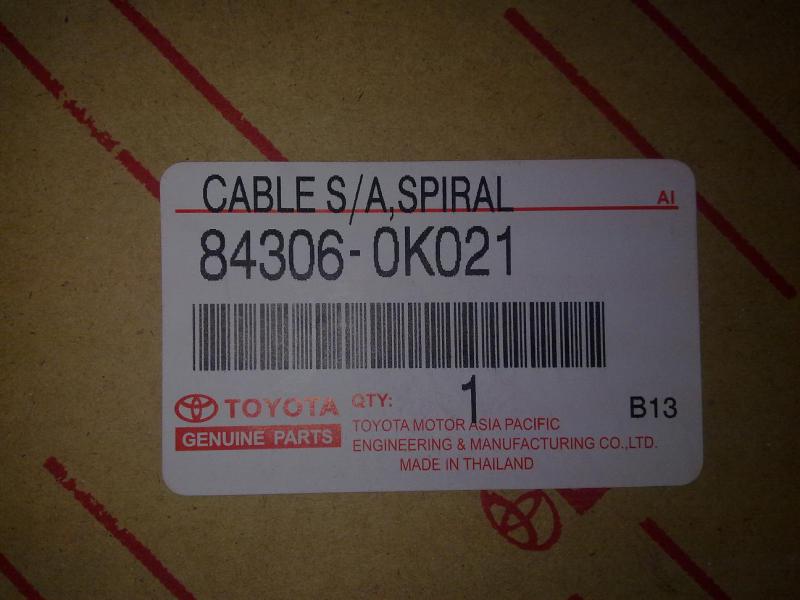 CABLE S/A,SPIRAL
AI
84306-0K021
TOYOTA QTY: 1 B13
GENUINE PARTS
TOYOTA MOTOR ASIA PACIFIC
ENGINEERING & MANUFACTURING CO.,LTD.
MADE IN THAILAND